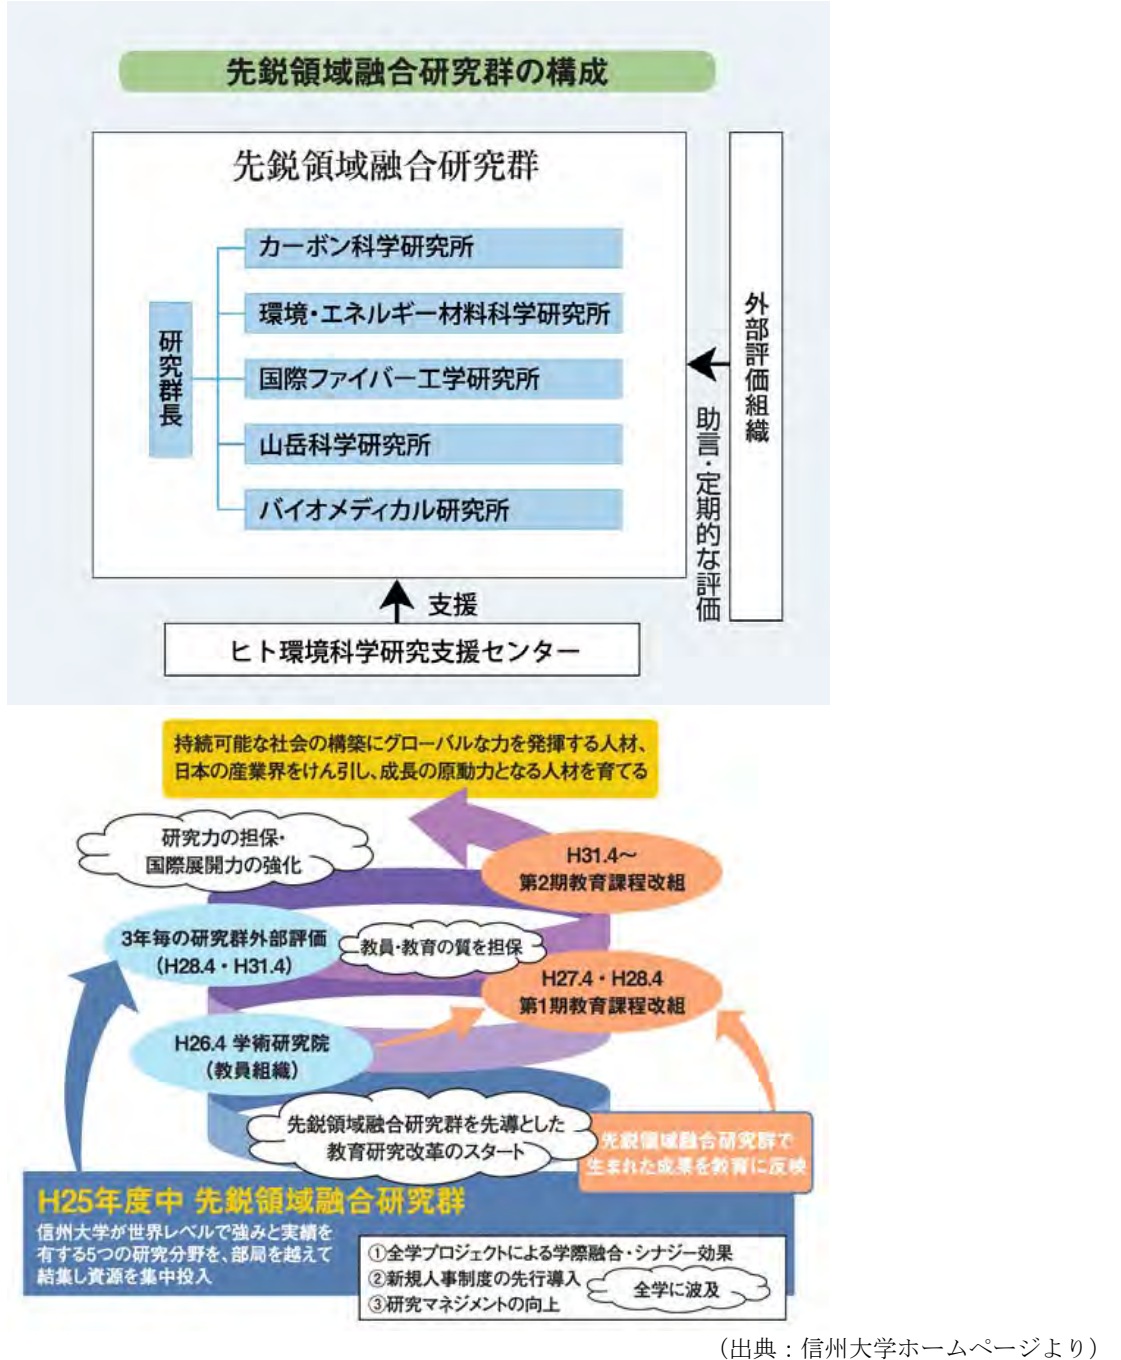 先鋭領域融合研究群の構成
先鋭領域融合研究群
研究群長
カーボン科学研究所
環境・エネルギー材料科学研究所
国際ファイバー工学研究所
山岳科学研究所
バイオメディカル研究所
外部評価組織
助言・定期的な評価
支援
ヒト環境科学研究支援センター
持続可能な社会の構築にグローバルな力を発揮する人材、
日本の産業界をけん引し、成長の原動力となる人材を育てる
研究力の担保・
国際展開力の強化
H31.4～
第2期教育課程改組
3年毎の研究群外部評価
（H28.4・H31.4）
教員・教育の質を担保
H27.4・H28.4
第1期教育課程改組
H26.4 学術研究院
（教員組織）
先鋭領域融合研究群を先導とした
教育研究改革のスタート
先鋭領域融合研究群で
生まれた成果を教育に反映
H25年度中 先鋭領域融合研究群
信州大学が世界レベルで強みと実績を
有する5つの研究分野を、部局を越えて
結集し資源を集中投入
①全学プロジェクトによる学際融合・シナジー効果
②新規人事制度の先行導入
③研究マネジメントの向上
全学に波及
（出典：信州大学ホームページより）